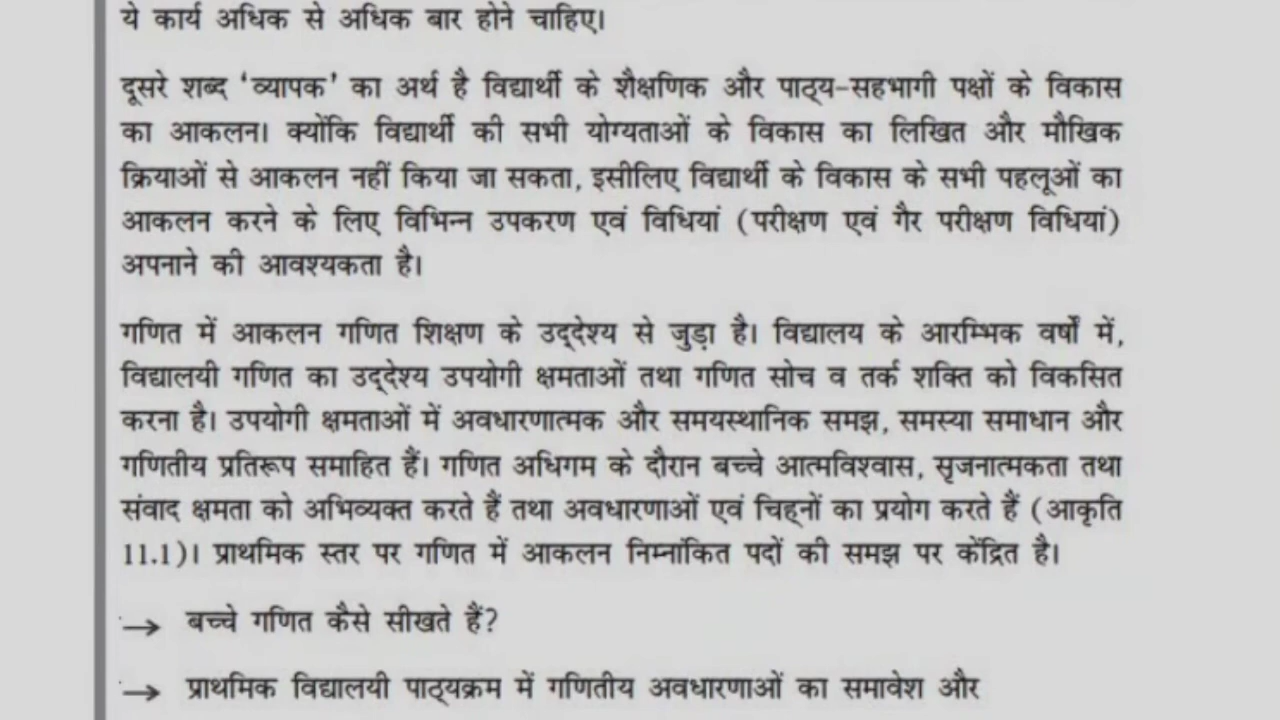 ये कार्य अधिक से अधिक बार होने चाहिए।
दूसरे शब्द ‘व्यापक’ का अर्थ है विद्यार्थी के शैक्षणिक और पाठ्य-सहभागी पक्षों के विकास
का आकलन। क्योंकि विद्यार्थी की सभी योग्यताओं के विकास का लिखित और मौखिक
क्रियाओं से आकलन नहीं किया जा सकता, इसीलिए विद्यार्थी के विकास के सभी पहलूओं का
आकलन करने के लिए विभिन्न उपकरण एवं विधियां (परीक्षण एवं गैर परीक्षण विधियां)
अपनाने की आवश्यकता है।
गणित में आकलन गणित शिक्षण के उद्‌देश्य से जुड़ा है। विद्यालय के आरम्भिक वर्षों में,
विद्यालयी गणित का उद्‌देश्य उपयोगी क्षमताओं तथा गणित सोच व तर्क शक्ति को विकसित
करना है। उपयोगी क्षमताओं में अवधारणात्मक और समयस्थानिक समझ, समस्या समाधान और
गणितीय प्रतिरूप समाहित हैं। गणित अधिगम के दौरान बच्चे आत्मविश्वास, सृजनात्मकता तथा
संवाद क्षमता को अभिव्यक्त करते हैं तथा अवधारणाओं एवं चिह्‌नों का प्रयोग करते हैं (आकृति
11.1)। प्राथमिक स्तर पर गणित में आकलन निम्नांकित पदों की समझ पर केंद्रित है।
→ बच्चे गणित कैसे सीखते हैं?
→ प्राथमिक विद्यालयी पाठ्‌यक्रम में गणितीय अवधारणाओं का समावेश और